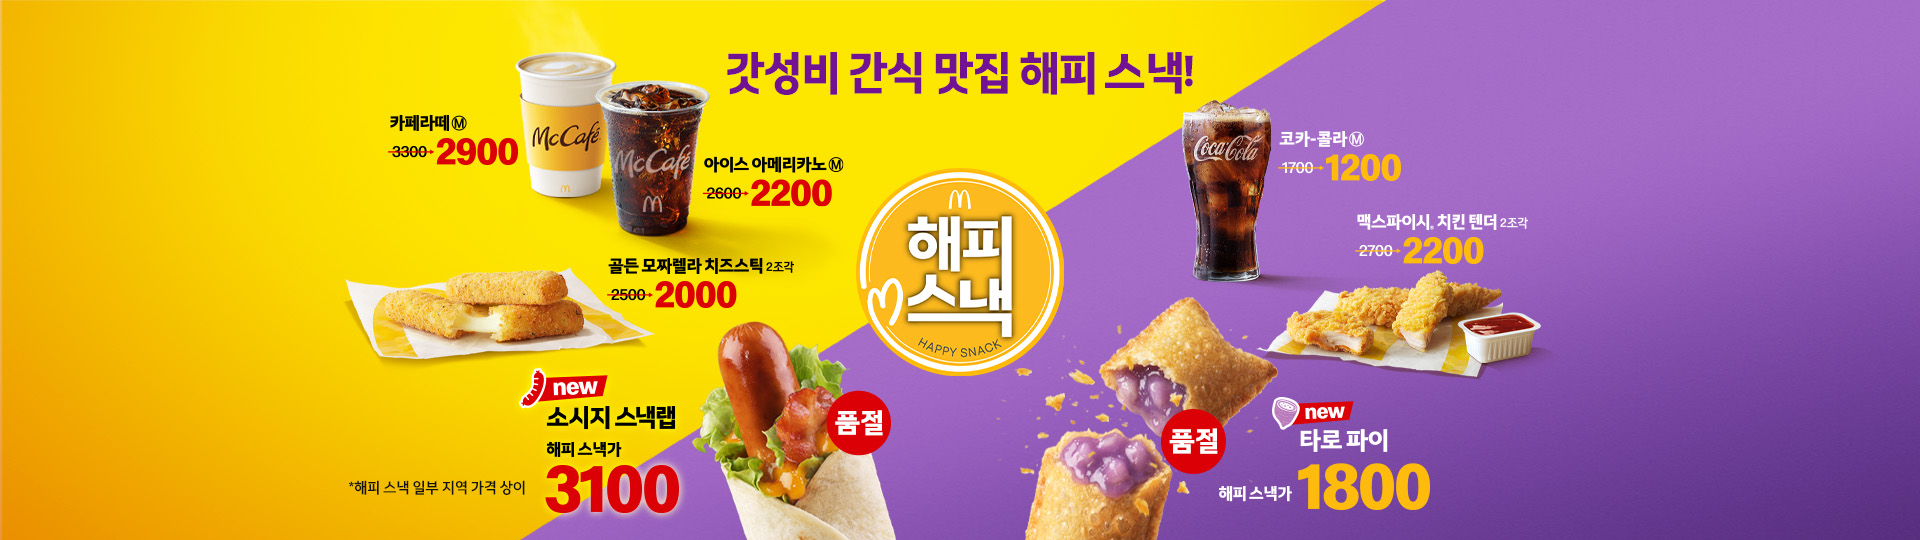 갓성비 간식 맛집 해피 스낵!
카페라떼 Ⓜ
3300 2900
McCafé
McCafé
아이스 아메리카노 Ⓜ
2600 2200
골든 모짜렐라 치즈스틱 2조각
2500 2000
new
소시지 스낵랩
해피 스낵가
3100
*해피 스낵 일부 지역 가격 상이
품절
해피
스낵
HAPPY SNACK
Coca-Cola
코카-콜라 Ⓜ
1700 1200
맥스파이시® 치킨 텐더 2조각
2700 2200
new
타로 파이
해피 스낵가 1800
품절